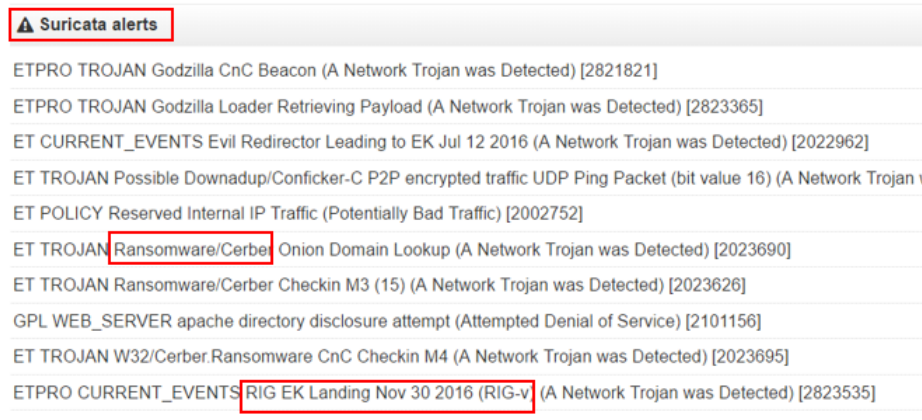 Suricata alerts
ETPRO TROJAN Godzilla CnC Beacon (A Network Trojan was Detected) [2821821]
ETPRO TROJAN Godzilla Loader Retrieving Payload (A Network Trojan was Detected) [2823365]
ET CURRENT_EVENTS Evil Redirector Leading to EK Jul 12 2016 (A Network Trojan was Detected) [2022962]
ET TROJAN Possible Downadup/Conficker-C P2P encrypted traffic UDP Ping Packet (bit value 16) (A Network Trojan
ET POLICY Reserved Internal IP Traffic (Potentially Bad Traffic) [2002752]
ET TROJAN Ransomware/Cerber Onion Domain Lookup (A Network Trojan was Detected) [2023690]
ET TROJAN Ransomware/Cerber Checkin M3 (15) (A Network Trojan was Detected) [2023626]
GPL WEB_SERVER apache directory disclosure attempt (Attempted Denial of Service) [2101156]
ET TROJAN W32/Cerber.Ransomware CnC Checkin M4 (A Network Trojan was Detected) [2023695]
ETPRO CURRENT_EVENTS RIG EK Landing Nov 30 2016 (RIG-v) (A Network Trojan was Detected) [2823535]